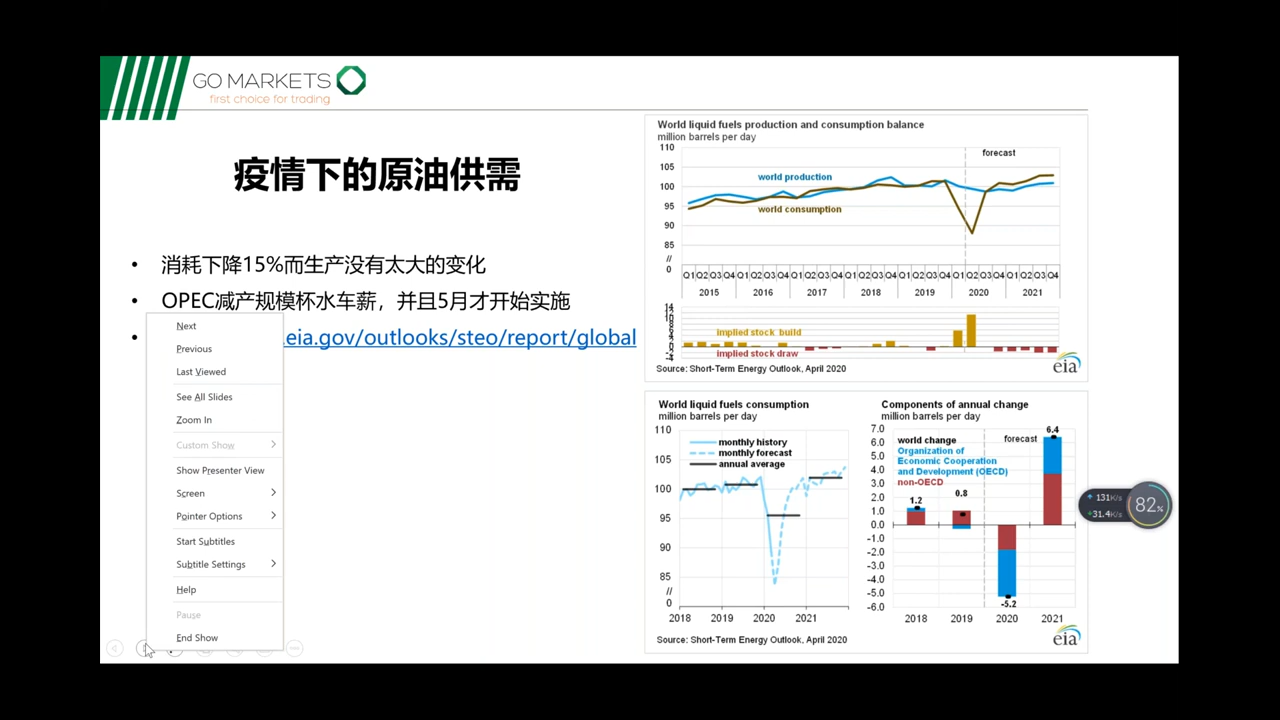 GO MARKETS
first choice for trading
疫情下的原油供需
• 消耗下降15%而生产没有太大的变化
• OPEC减产规模杯水车薪，并且5月才开始实施
• .eia.gov/outlooks/steo/report/global
Next
Previous
Last Viewed
See All Slides
Zoom In
Custom Show
Show Presenter View
Screen
Pointer Options
Start Subtitles
Subtitle Settings
Help
Pause
End Show
World liquid fuels production and consumption balance
million barrels per day
110
105
100
95
90
85
//
0
forecast
world production
world consumption
Q1 Q2 Q3 Q4 Q1 Q2 Q3 Q4 Q1 Q2 Q3 Q4 Q1 Q2 Q3 Q4 Q1 Q2 Q3 Q4 Q1 Q2 Q3 Q4 Q1 Q2 Q3 Q4
2015 2016 2017 2018 2019 2020 2021
14
12
10
8
6
4
2
0
-2
-4
implied stock build
implied stock draw
Source: Short-Term Energy Outlook, April 2020
eia
World liquid fuels consumption
million barrels per day
110
105
100
95
90
85
//
0
monthly history
monthly forecast
annual average
2018 2019 2020 2021
Source: Short-Term Energy Outlook, April 2020
Components of annual change
million barrels per day
7.0
6.0
5.0
4.0
3.0
2.0
1.0
0.0
-1.0
-2.0
-3.0
-4.0
-5.0
-6.0
world change
Organization of
Economic Cooperation
and Development (OECD)
non-OECD
forecast
1.2
0.8
-5.2
6.4
2018 2019 2020 2021
eia
131K/s
31.4K/s
82%